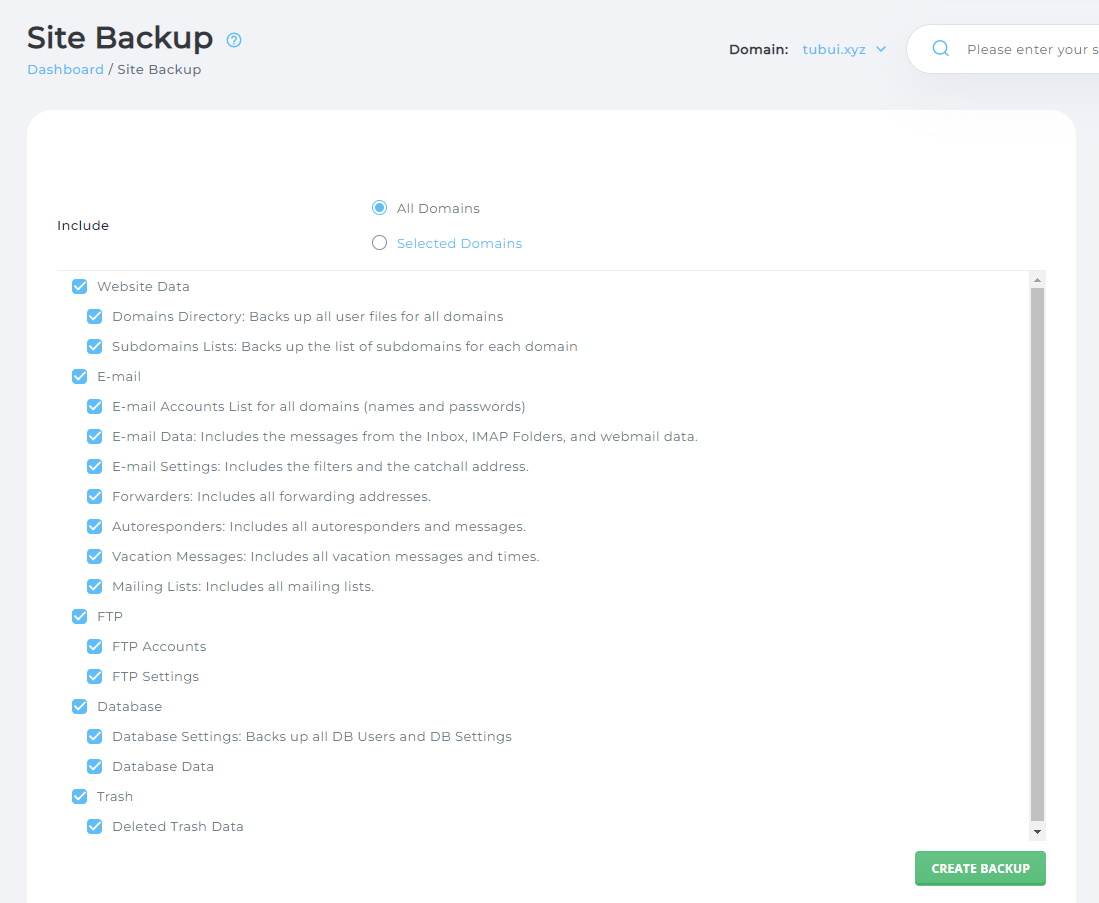 Site Backup
Dashboard / Site Backup
Domain: tubui.xyz
Please enter your s
Include
All Domains
Selected Domains
Website Data
Domains Directory: Backs up all user files for all domains
Subdomains Lists: Backs up the list of subdomains for each domain
E-mail
E-mail Accounts List for all domains (names and passwords)
E-mail Data: Includes the messages from the Inbox, IMAP Folders, and webmail data.
E-mail Settings: Includes the filters and the catchall address.
Forwarders: Includes all forwarding addresses.
Autoresponders: Includes all autoresponders and messages.
Vacation Messages: Includes all vacation messages and times.
Mailing Lists: Includes all mailing lists.
FTP
FTP Accounts
FTP Settings
Database
Database Settings: Backs up all DB Users and DB Settings
Database Data
Trash
Deleted Trash Data
CREATE BACKUP